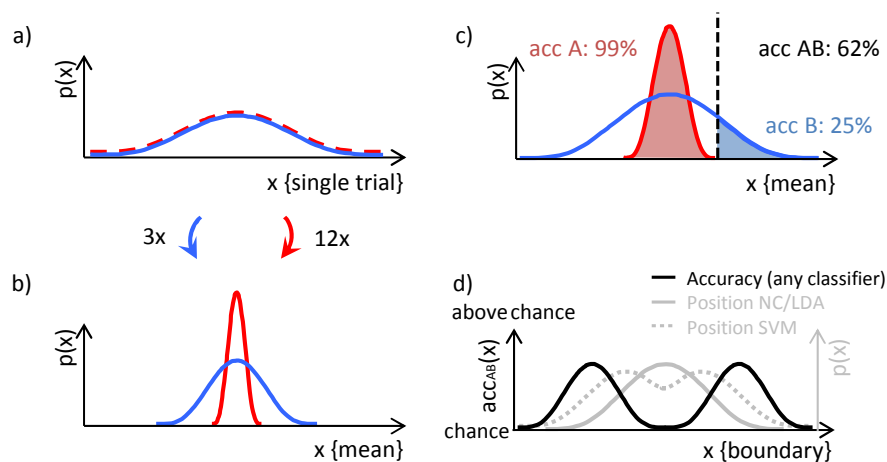 a)
p(x)
x {single trial}
3x
12x
b)
p(x)
x {mean}
c)
p(x)
acc A: 99%
acc AB: 62%
acc B: 25%
x {mean}
d)
Accuracy (any classifier)
Position NC/LDA
Position SVM
above chance
accAB(x)
p(x)
chance
x {boundary}